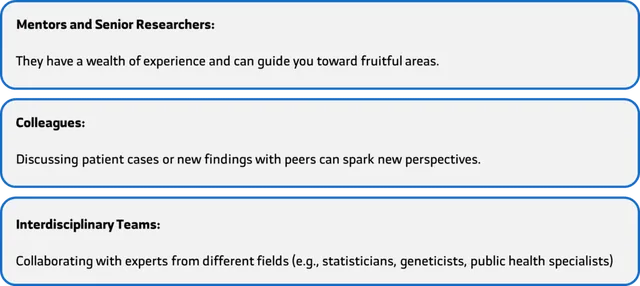 Mentors and Senior Researchers:
They have a wealth of experience and can guide you toward fruitful areas.
Colleagues:
Discussing patient cases or new findings with peers can spark new perspectives.
Interdisciplinary Teams:
Collaborating with experts from different fields (e.g., statisticians, geneticists, public health specialists)